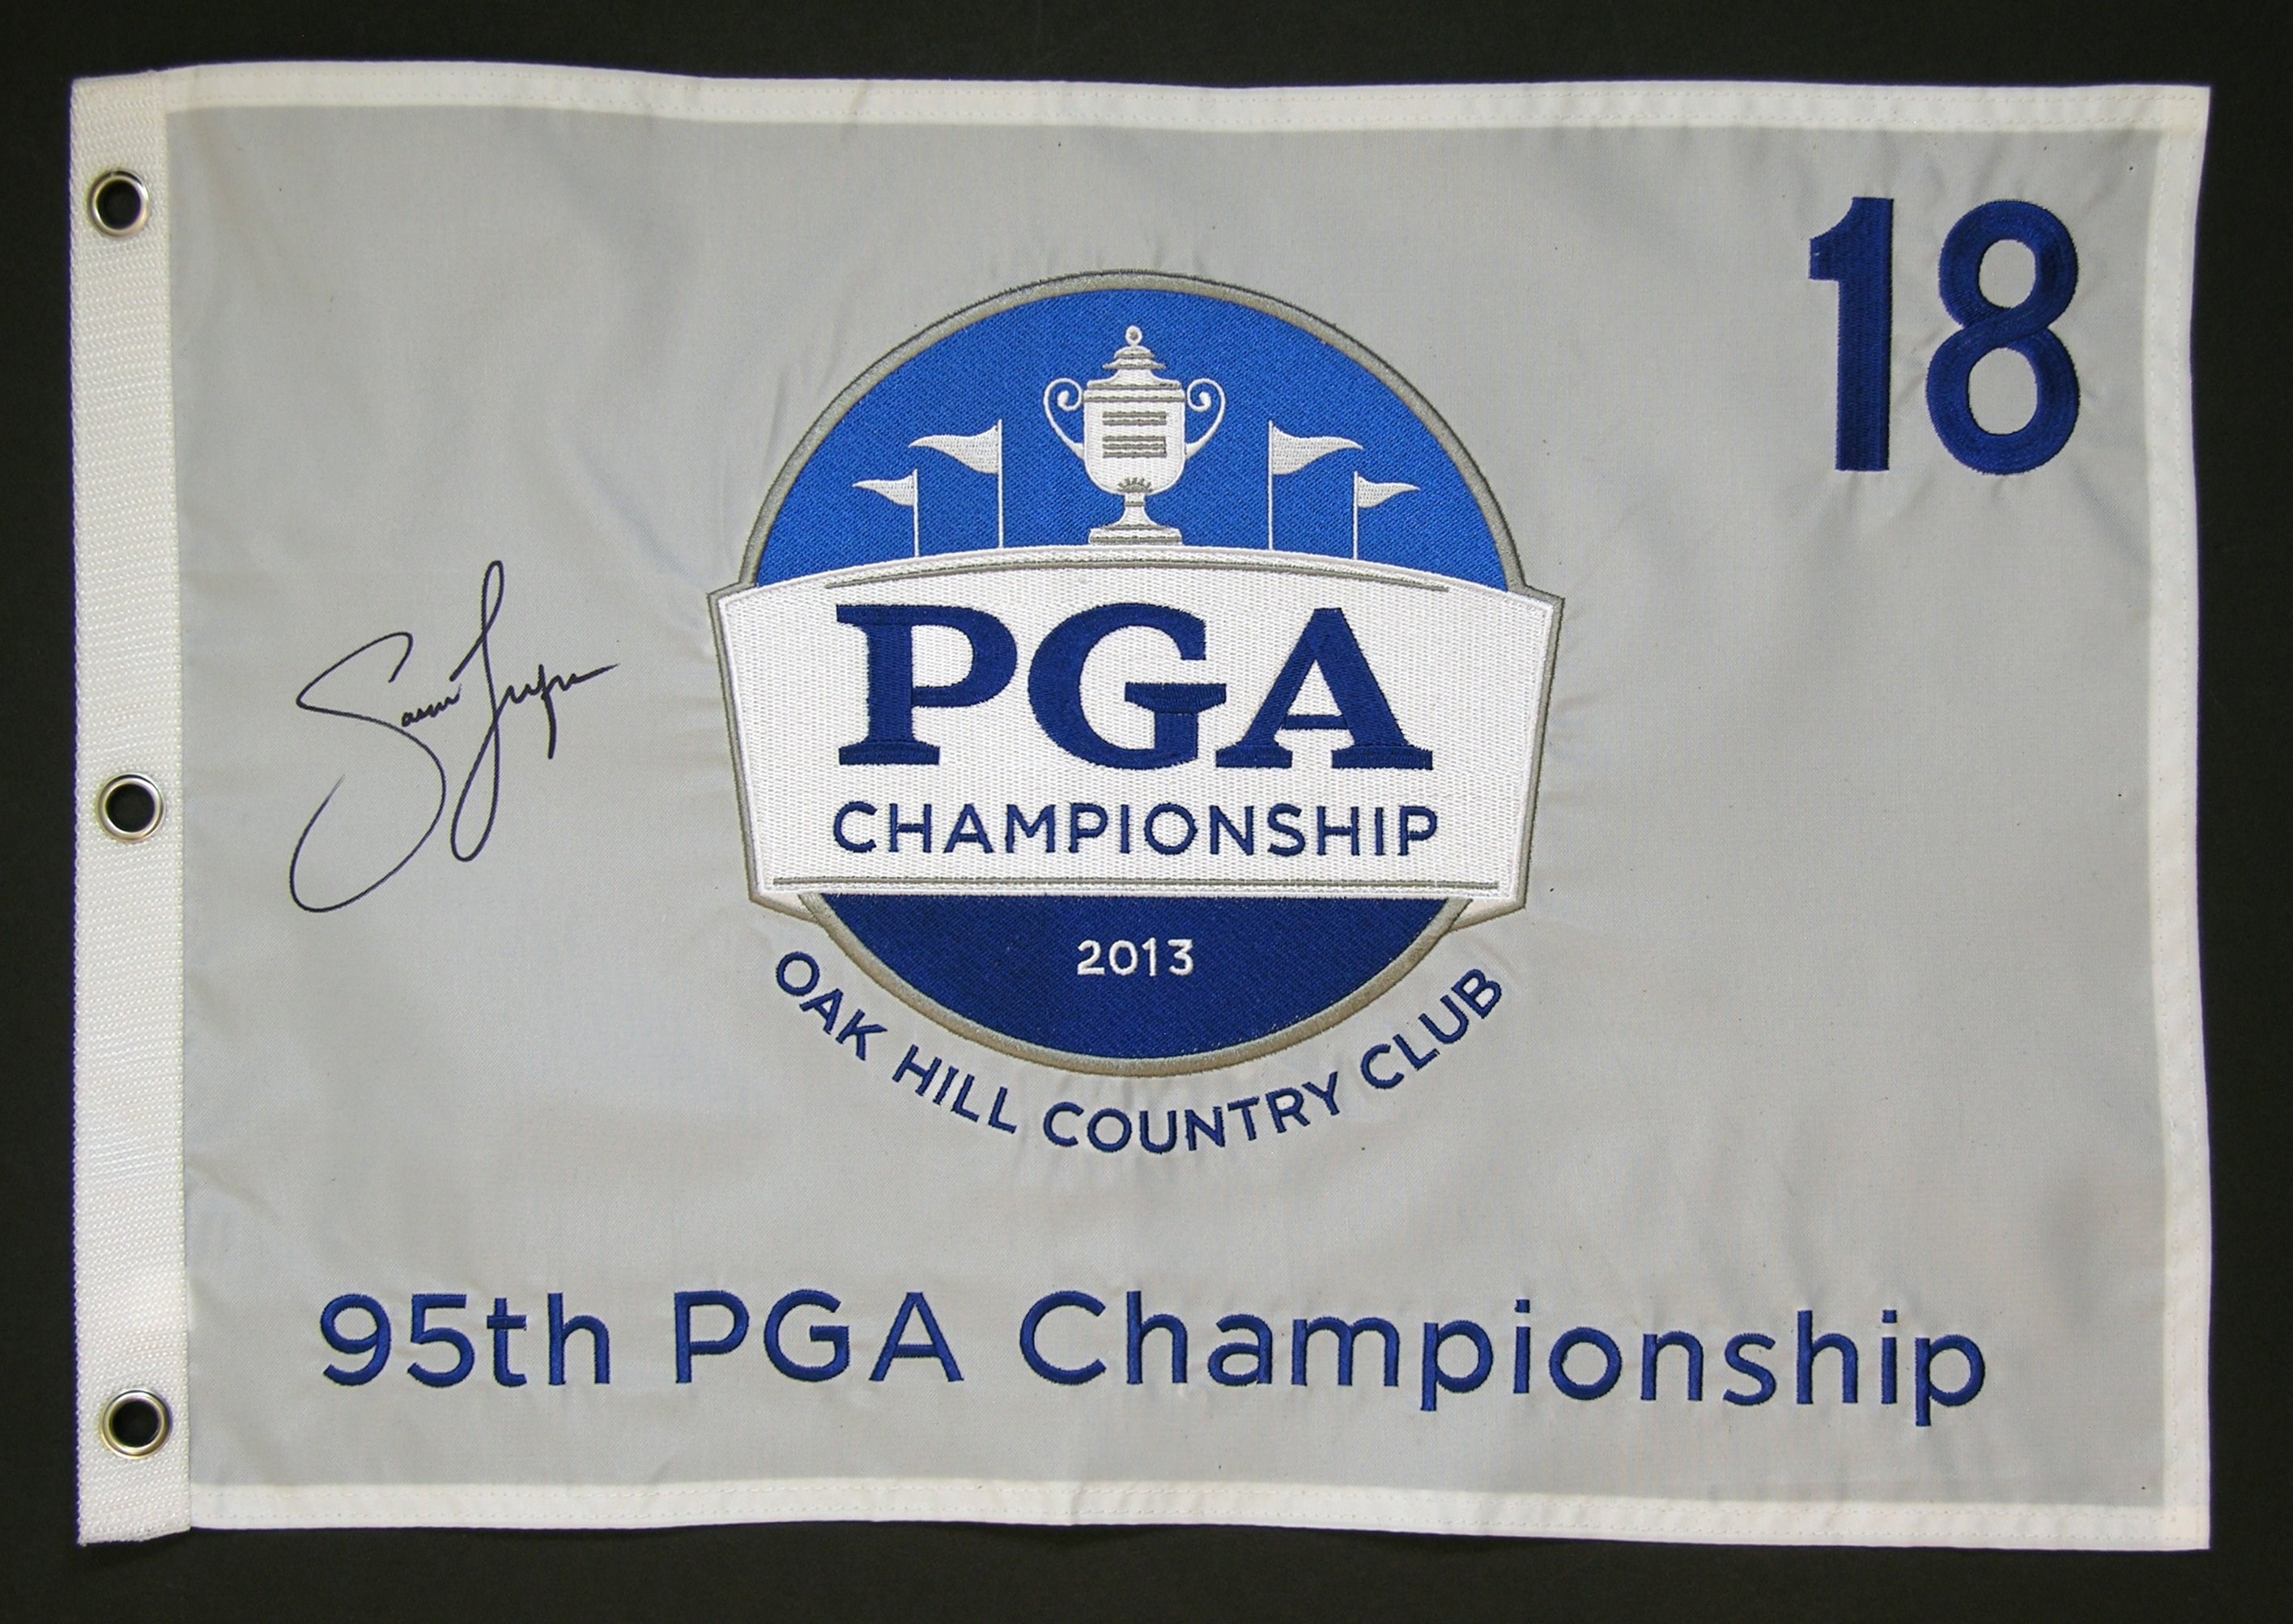 18
PGA
CHAMPIONSHIP
2013
OAK HILL COUNTRY CLUB
95th PGA Championship